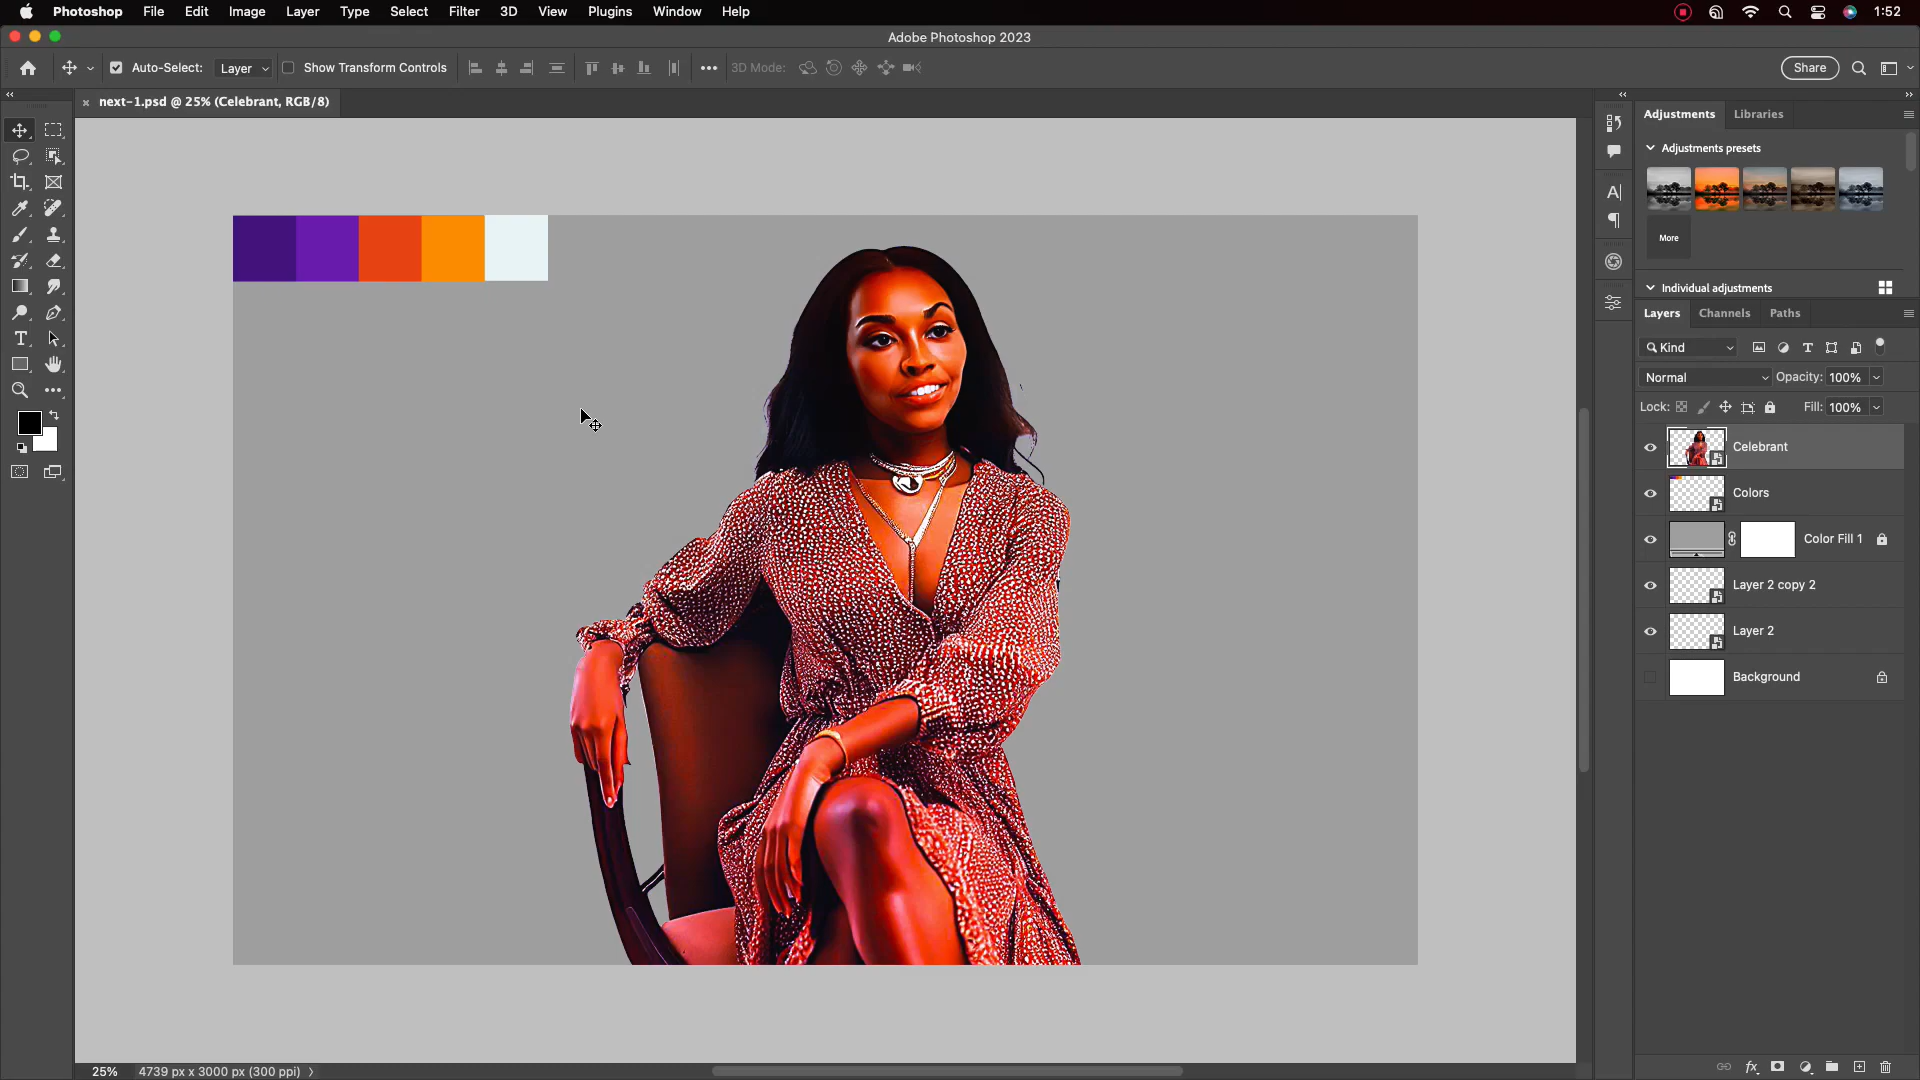 Photoshop File Edit Image Layer Type Select Filter 3D View Plugins Window Help 1:52
Adobe Photoshop 2023
Auto-Select: Layer Show Transform Controls 3D Mode: Share
next-1.psd @ 25% (Celebrant, RGB/8)
Adjustments Libraries
Adjustments presets
More
Individual adjustments
Layers Channels Paths
Kind
Normal Opacity: 100%
Lock: Fill: 100%
Celebrant
Colors
Color Fill 1
Layer 2 copy 2
Layer 2
Background
25% 4739 px x 3000 px (300 ppi)